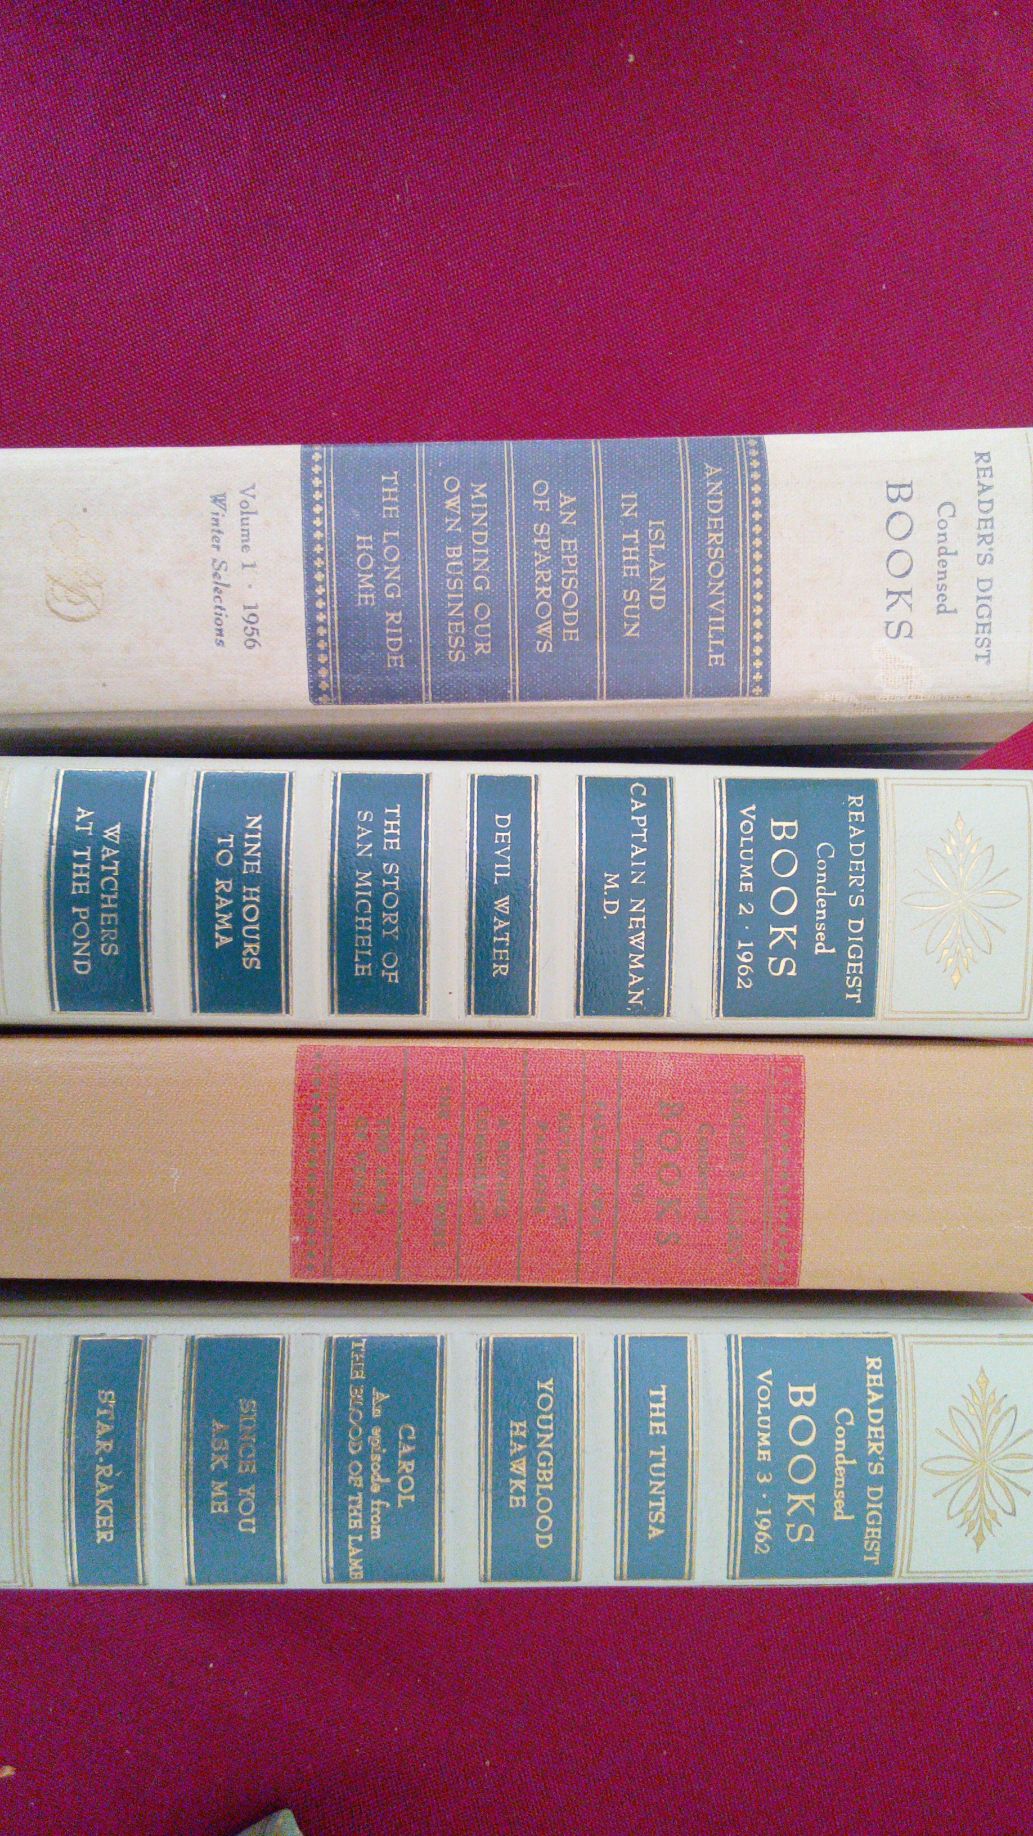 READER'S DIGEST
Condensed
BOOKS
ANDERSONVILLE
ISLAND
IN THE SUN
AN EPISODE
OF SPARROWS
MINDING OUR
OWN BUSINESS
THE LONG RIDE
HOME
Volume 1 · 1956
Winter Selections
READER'S DIGEST
Condensed
BOOKS
VOLUME 2 · 1962
CAPTAIN NEWMAN,
M.D.
DEVIL WATER
THE STORY OF
SAN MICHELE
NINE HOURS
TO RAMA
WATCHERS
AT THE POND
READER'S DIGEST
Condensed
BOOKS
READER'S DIGEST
Condensed
BOOKS
VOLUME 3 · 1962
THE TUNTSA
YOUNGBLOOD
HAWKE
CAROL
An episode from
THE BLOOD OF THE LAMB
SINCE YOU
ASK ME
STAR-RAKER